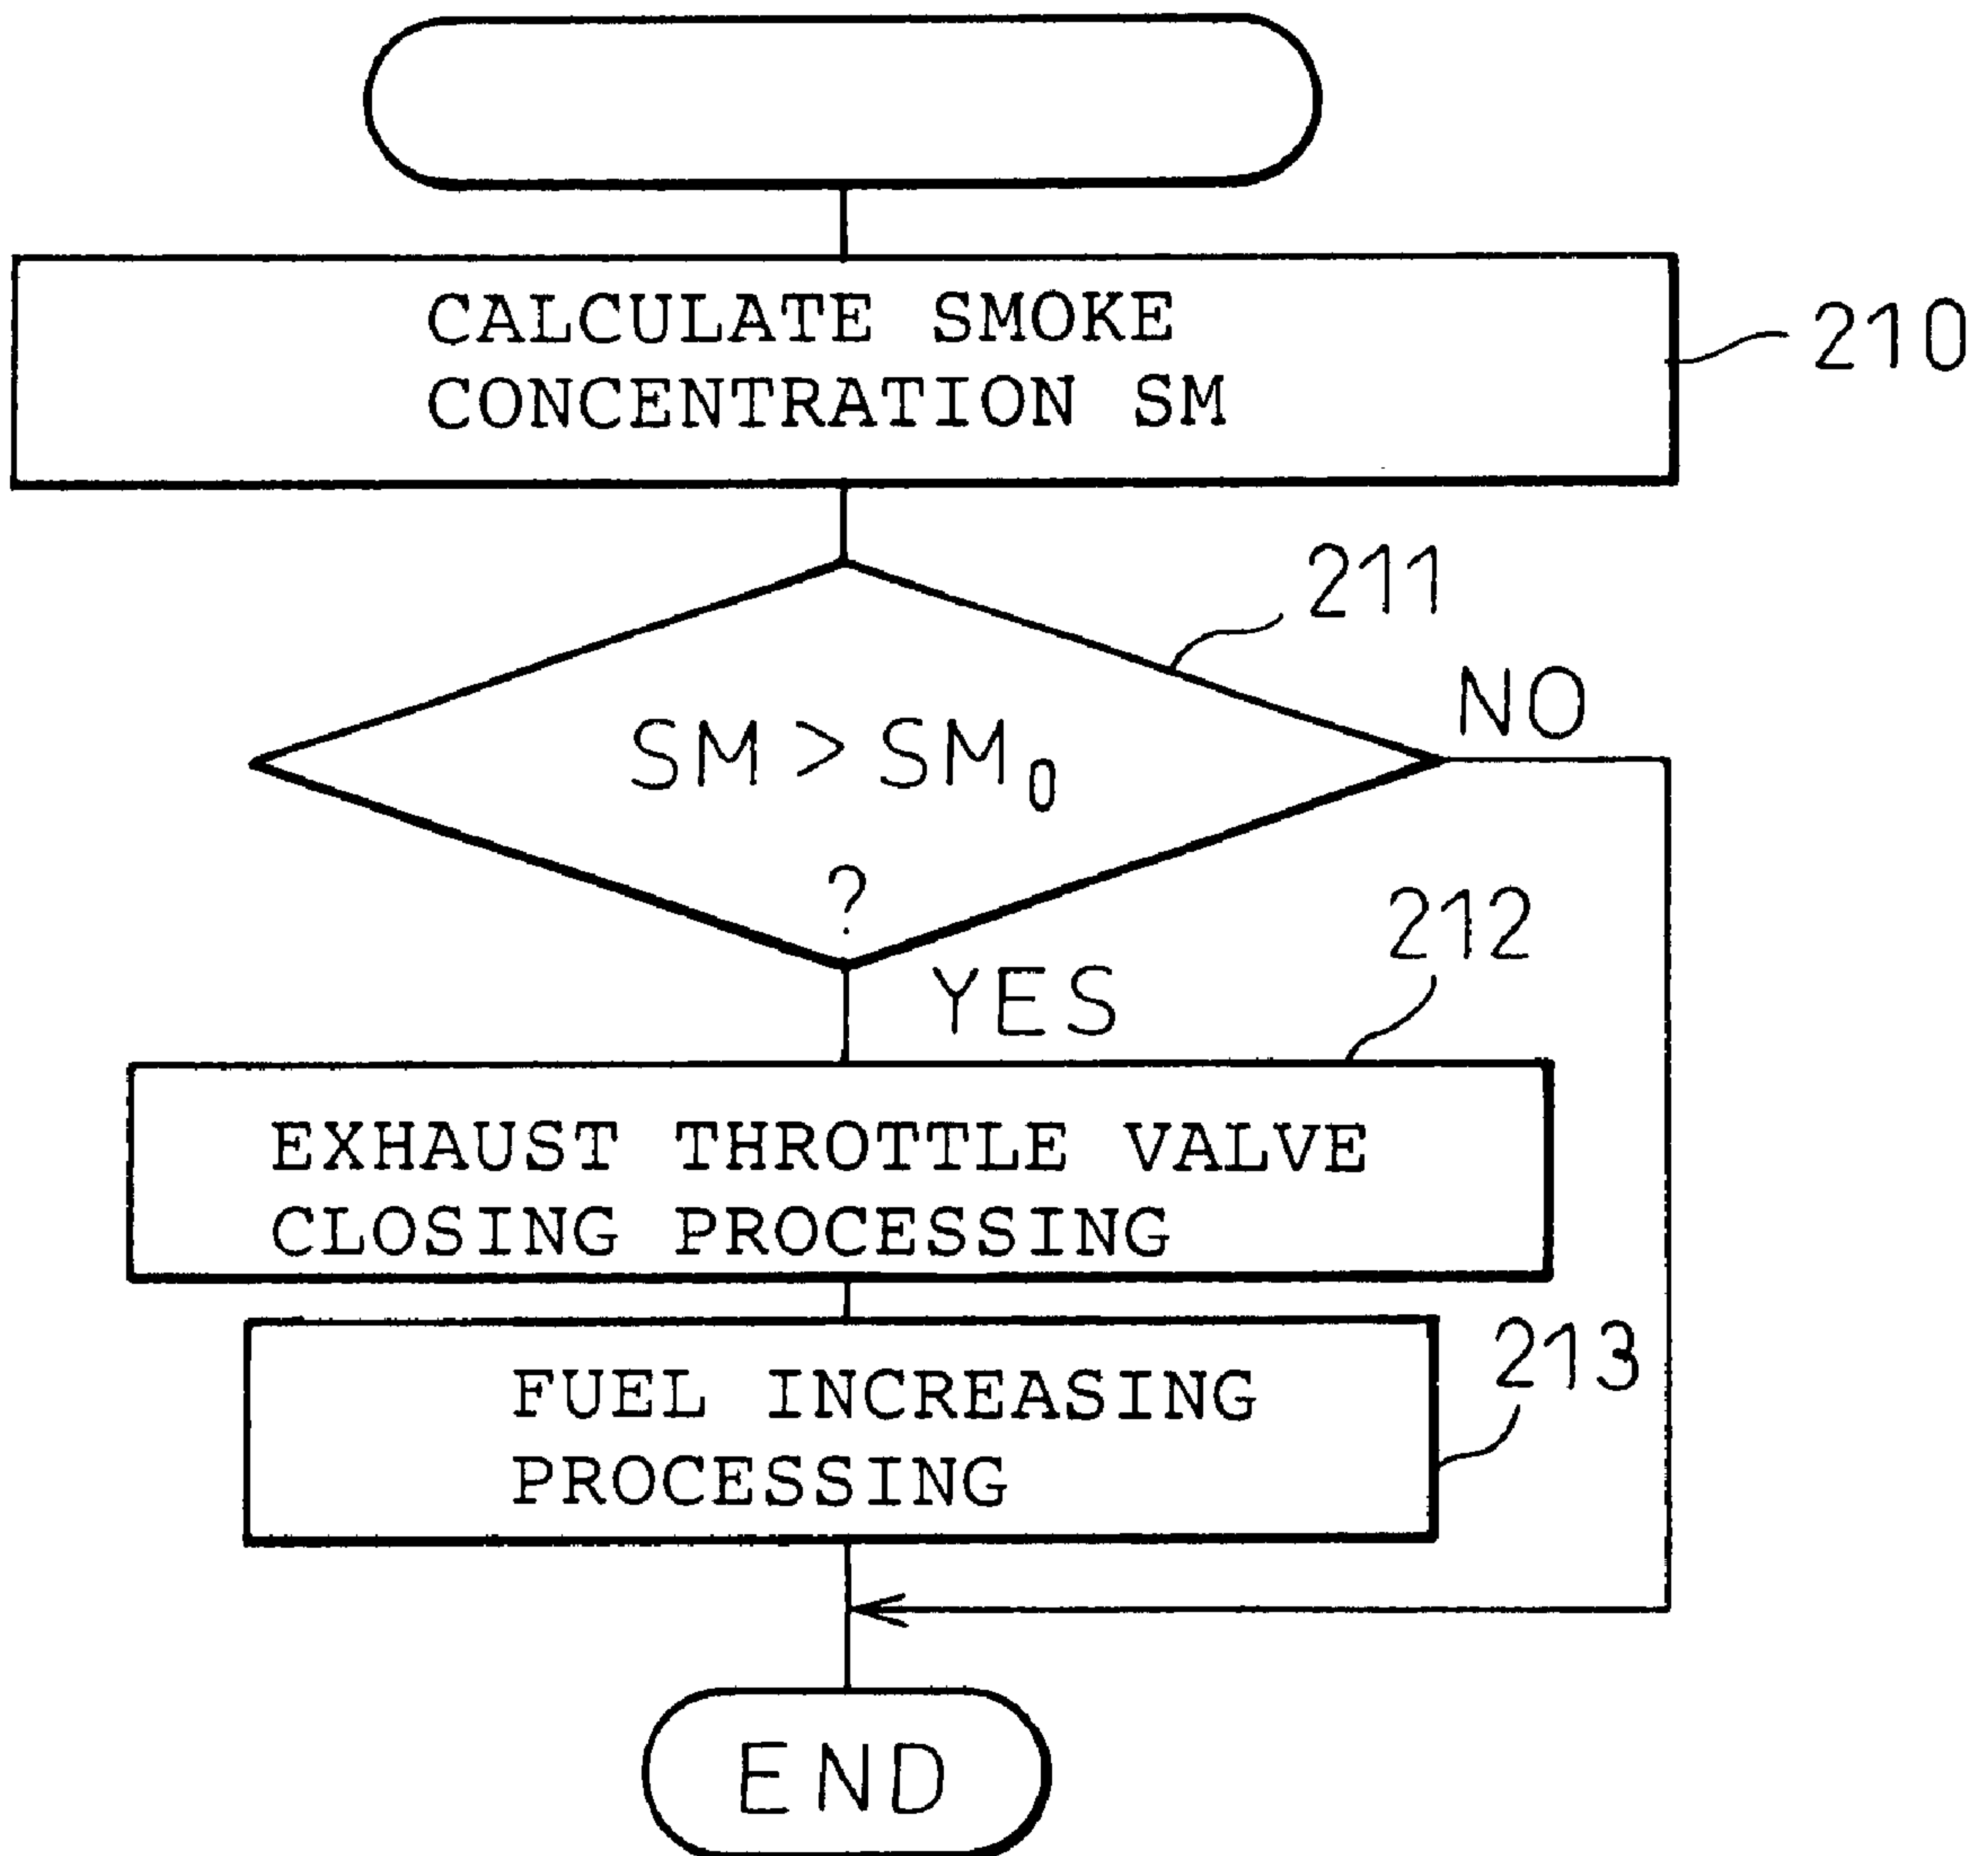 CALCULATE SMOKE
CONCENTRATION SM
210
211
SM > SM₀
?
NO
YES
212
EXHAUST THROTTLE VALVE
CLOSING PROCESSING
FUEL INCREASING
PROCESSING
213
END